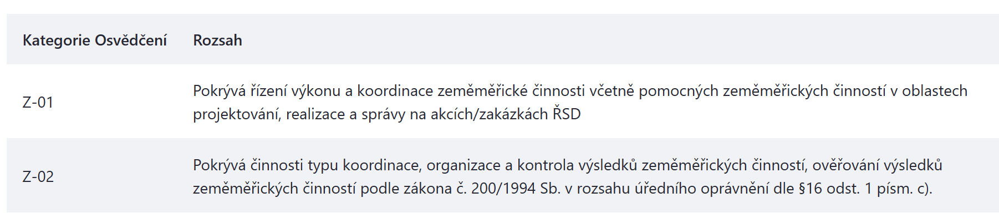 Kategorie Osvědčení Rozsah
Z-01
Pokrývá řízení výkonu a koordinace zeměměřické činnosti včetně pomocných zeměměřických činností v oblastech
projektování, realizace a správy na akcích/zakázkách ŘSD
Z-02
Pokrývá činnosti typu koordinace, organizace a kontrola výsledků zeměměřických činností, ověřování výsledků
zeměměřických činností podle zákona č. 200/1994 Sb. v rozsahu úředního oprávnění dle §16 odst. 1 písm. c).